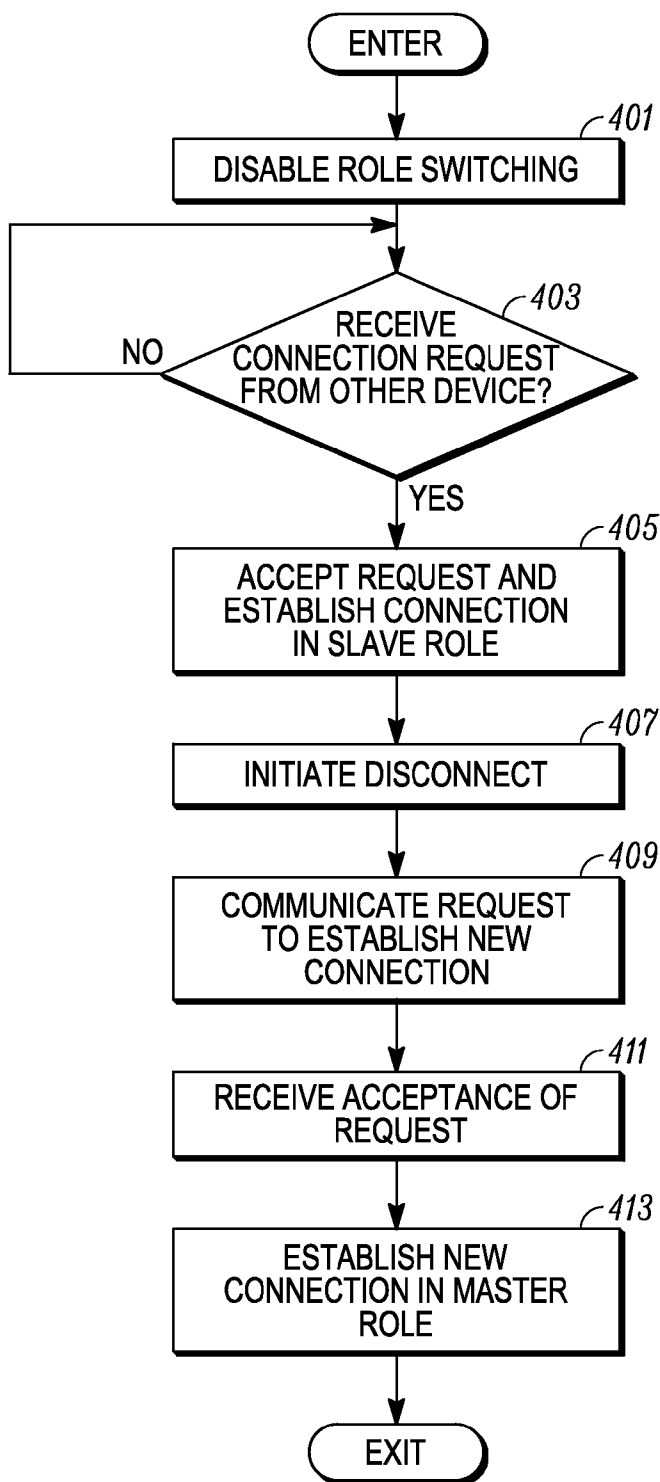 ENTER
401
DISABLE ROLE SWITCHING
403
RECEIVE
CONNECTION REQUEST
FROM OTHER DEVICE?
NO
YES
405
ACCEPT REQUEST AND
ESTABLISH CONNECTION
IN SLAVE ROLE
407
INITIATE DISCONNECT
409
COMMUNICATE REQUEST
TO ESTABLISH NEW
CONNECTION
411
RECEIVE ACCEPTANCE OF
REQUEST
413
ESTABLISH NEW
CONNECTION IN MASTER
ROLE
EXIT